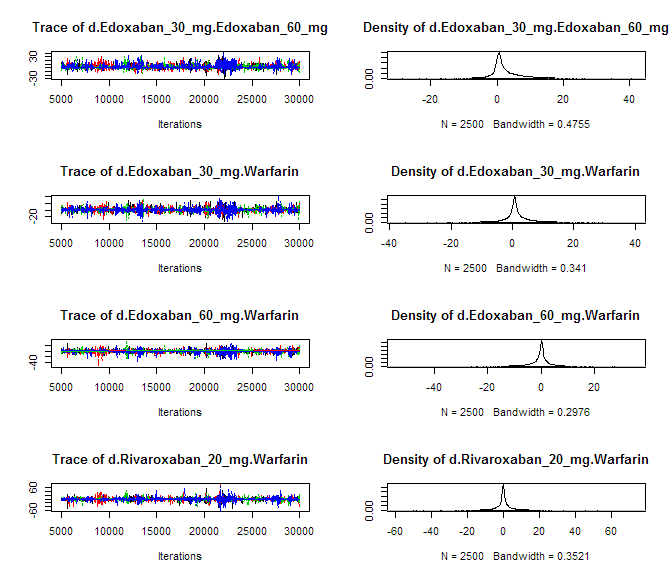 Trace of d.Edoxaban_30_mg.Edoxaban_60_mg
30
-30
5000 10000 15000 20000 25000 30000
Iterations
Density of d.Edoxaban_30_mg.Edoxaban_60_mg
0.00
-20 0 20 40
N = 2500 Bandwidth = 0.4755
Trace of d.Edoxaban_30_mg.Warfarin
-20
5000 10000 15000 20000 25000 30000
Iterations
Density of d.Edoxaban_30_mg.Warfarin
0.00
-40 -20 0 20 40
N = 2500 Bandwidth = 0.341
Trace of d.Edoxaban_60_mg.Warfarin
-40
5000 10000 15000 20000 25000 30000
Iterations
Density of d.Edoxaban_60_mg.Warfarin
0.00
-40 -20 0 20
N = 2500 Bandwidth = 0.2976
Trace of d.Rivaroxaban_20_mg.Warfarin
60
-60
5000 10000 15000 20000 25000 30000
Iterations
Density of d.Rivaroxaban_20_mg.Warfarin
0.00
-60 -40 -20 0 20 40 60
N = 2500 Bandwidth = 0.3521